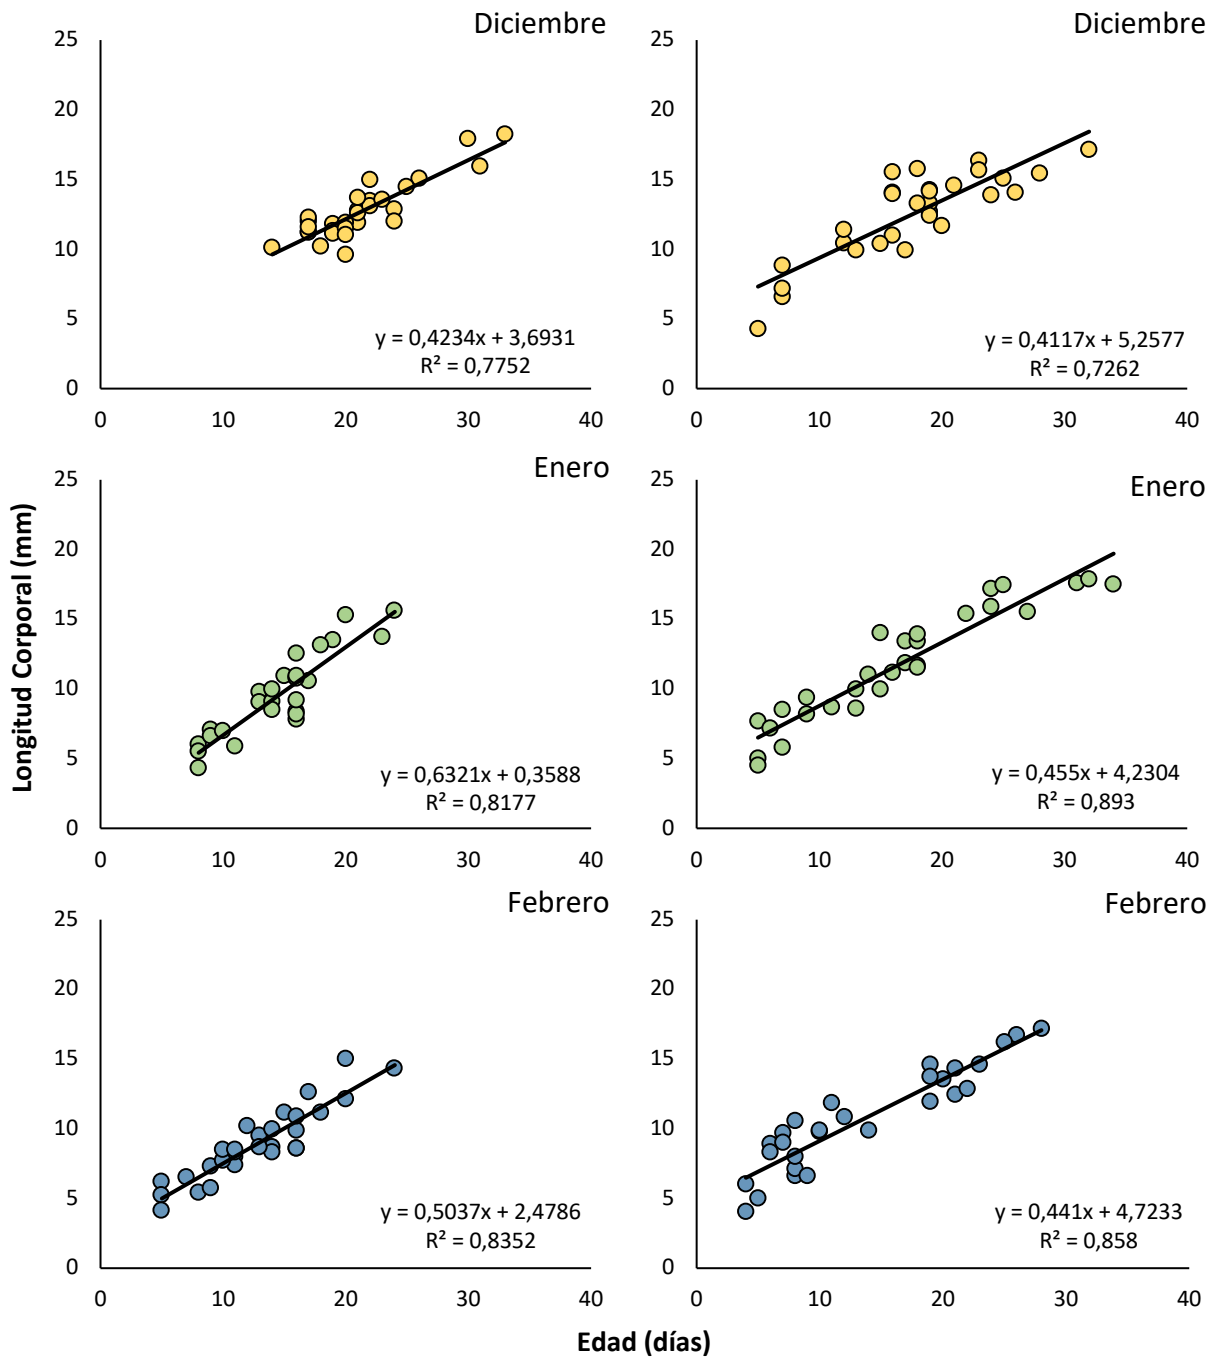 Diciembre
25
20
15
10
5
0
y = 0,4234x + 3,6931
R² = 0,7752
0 10 20 30 40
Diciembre
25
20
15
10
5
0
y = 0,4117x + 5,2577
R² = 0,7262
0 10 20 30 40
Longitud Corporal (mm)
Enero
25
20
15
10
5
0
y = 0,6321x + 0,3588
R² = 0,8177
0 10 20 30 40
Enero
25
20
15
10
5
0
y = 0,455x + 4,2304
R² = 0,893
0 10 20 30 40
Febrero
25
20
15
10
5
0
y = 0,5037x + 2,4786
R² = 0,8352
0 10 20 30 40
Febrero
25
20
15
10
5
0
y = 0,441x + 4,7233
R² = 0,858
0 10 20 30 40
Edad (días)